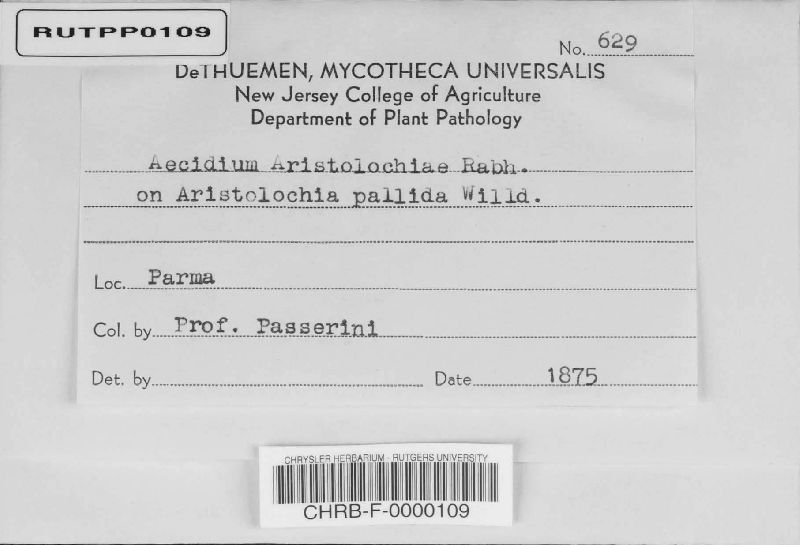 RUTPP0109
No. 629
DeTHUEMEN, MYCOTHECA UNIVERSALIS
New Jersey College of Agriculture
Department of Plant Pathology
Aecidium Aristolochiae Rabh.
on Aristolochia pallida Willd.
Loc. Parma
Col. by Prof. Passerini
Det. by Date 1875
CHRYSLER HERBARIUM - RUTGERS UNIVERSITY
CHRB-F-0000109